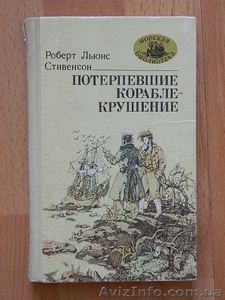 Роберт Льюис
Стивенсон
морская
библиотека
ПОТЕРПЕВШИЕ
КОРАБЛЕ-
КРУШЕНИЕ
AvizInfo.com.ua